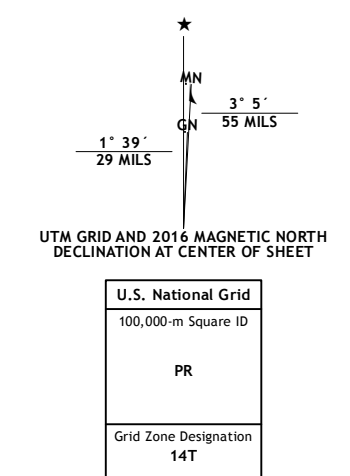 ★
MN
3° 5´
55 MILS
GN
1° 39´
29 MILS
UTM GRID AND 2016 MAGNETIC NORTH
DECLINATION AT CENTER OF SHEET
U.S. National Grid
100,000-m Square ID
PR
Grid Zone Designation
14T